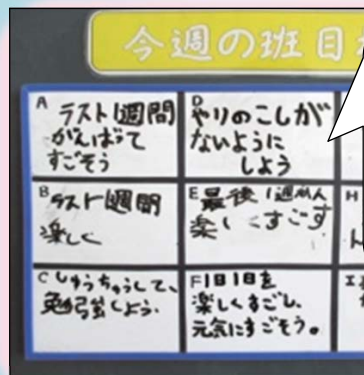 今週の班目
A ラスト1週間
がんばって
すごそう
D やりのこしが
ないように
しよう
B ラスト1週間
楽しく
E 最後1週かん
楽しくすごす
H
C しゅうちゅうして、
勉強しよう.
F 1日1日を
楽しくすごし、
元気にすごそう。
I